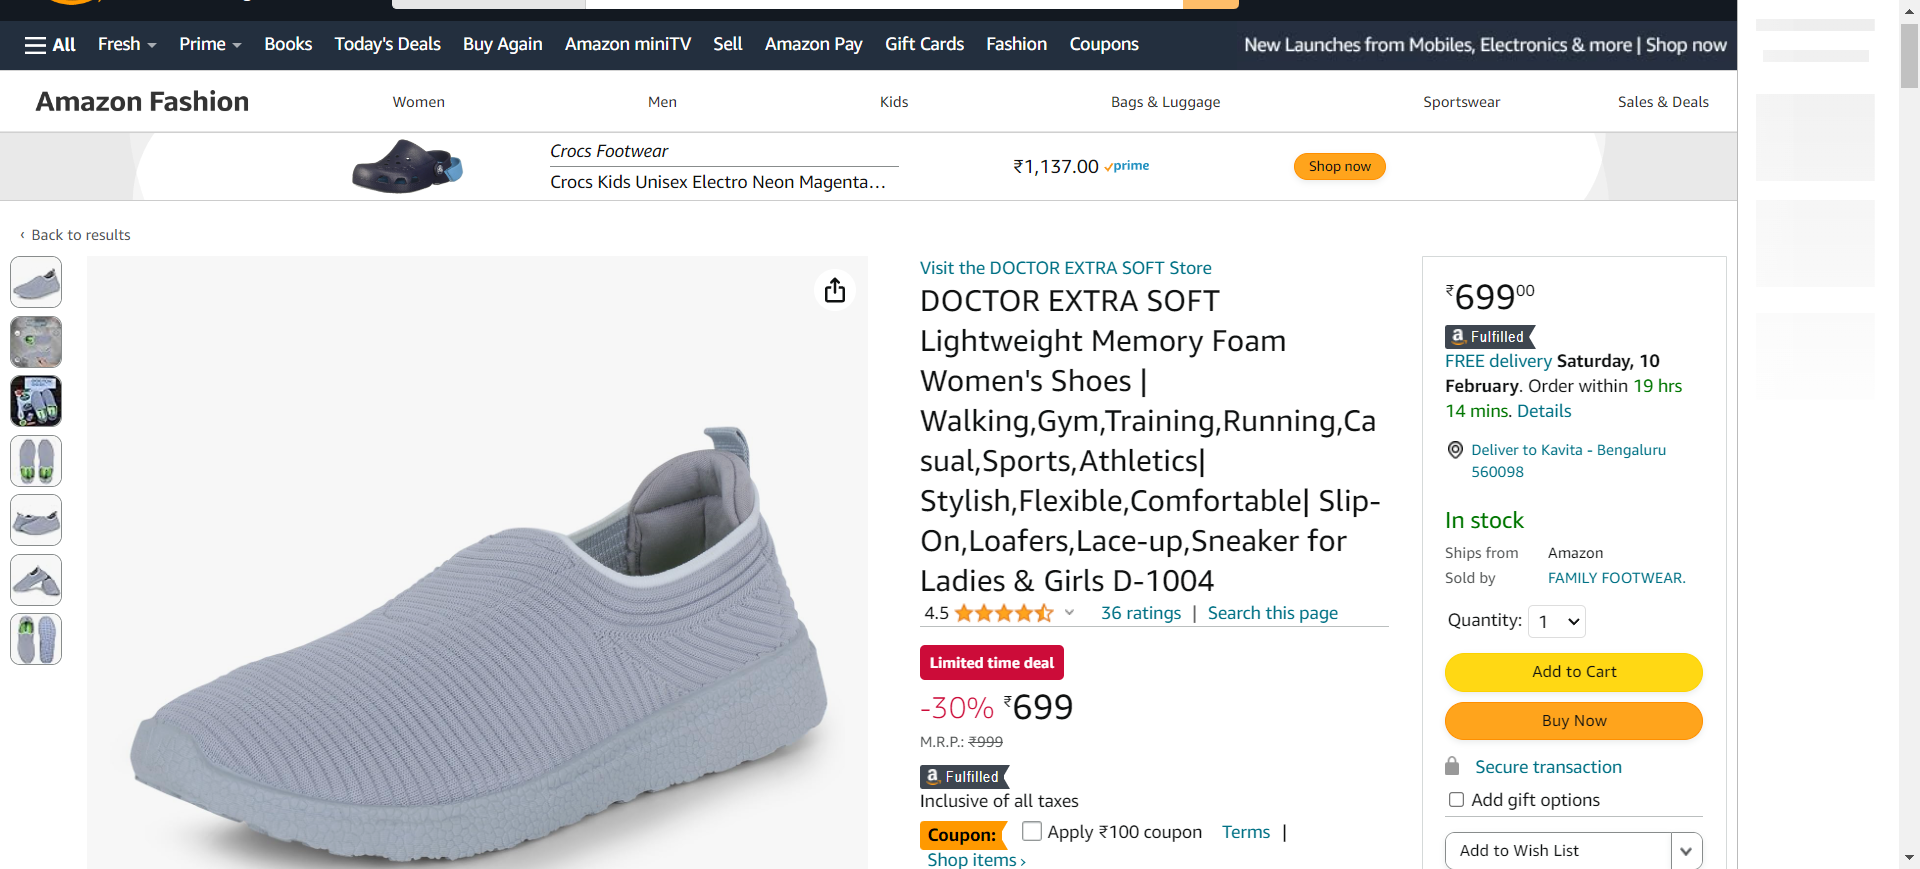 All Fresh Prime Books Today's Deals Buy Again Amazon miniTV Sell Amazon Pay Gift Cards Fashion Coupons New Launches from Mobiles, Electronics & more | Shop now
Amazon Fashion Women Men Kids Bags & Luggage Sportswear Sales & Deals
Crocs Footwear
Crocs Kids Unisex Electro Neon Magenta…
₹1,137.00 prime
Shop now
‹ Back to results
Visit the DOCTOR EXTRA SOFT Store
DOCTOR EXTRA SOFT
Lightweight Memory Foam
Women's Shoes |
Walking,Gym,Training,Running,Ca
sual,Sports,Athletics|
Stylish,Flexible,Comfortable| Slip-
On,Loafers,Lace-up,Sneaker for
Ladies & Girls D-1004
4.5 36 ratings | Search this page
Limited time deal
-30% ₹699
M.R.P.: ₹999
a Fulfilled
Inclusive of all taxes
Coupon: Apply ₹100 coupon Terms |
Shop items ›
₹69900
a Fulfilled
FREE delivery Saturday, 10
February. Order within 19 hrs
14 mins. Details
Deliver to Kavita - Bengaluru
560098
In stock
Ships from Amazon
Sold by FAMILY FOOTWEAR.
Quantity: 1
Add to Cart
Buy Now
Secure transaction
Add gift options
Add to Wish List